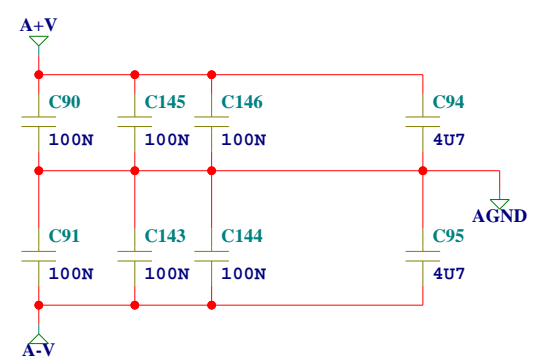 A+V
C90 C145 C146 C94
100N 100N 100N 4U7
AGND
C91 C143 C144 C95
100N 100N 100N 4U7
A-V